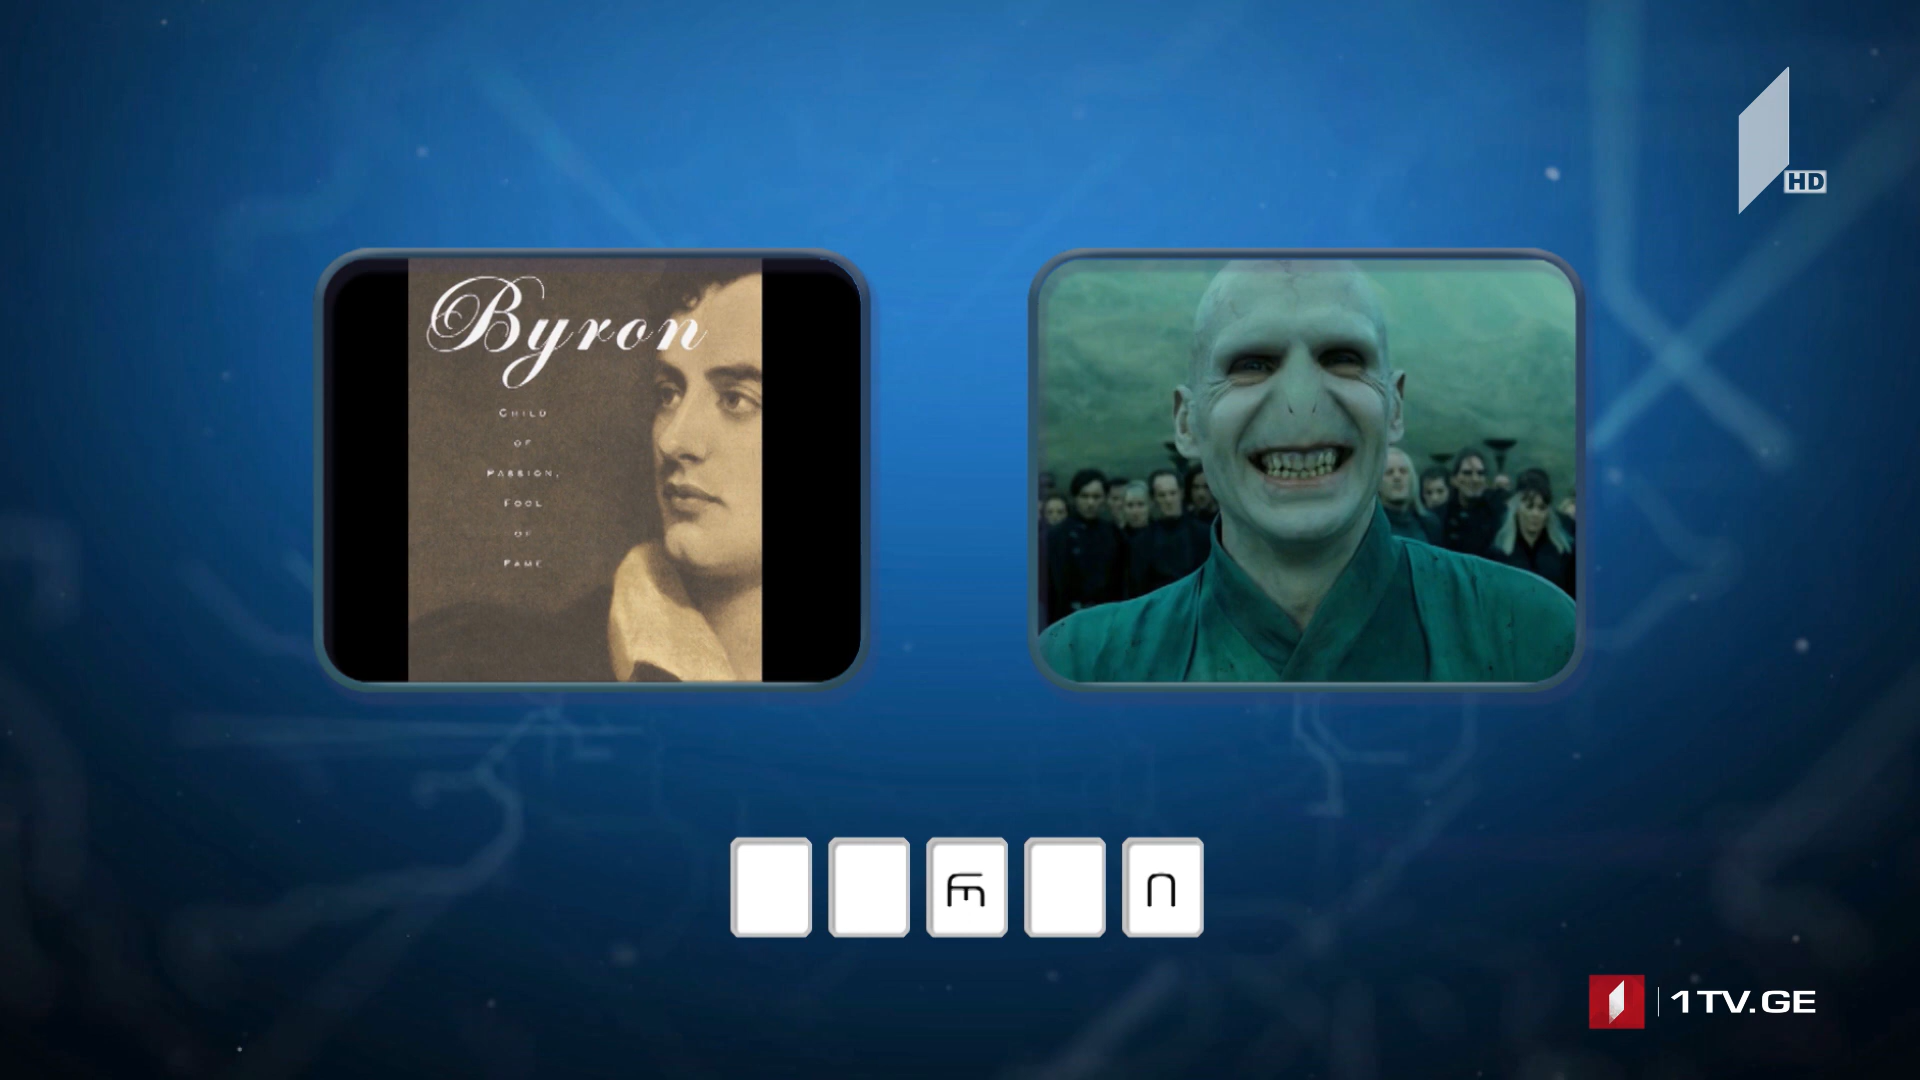 HD
Byron
CHILD
OF
PASSION,
FOOL
OF
FAME
რ ი
1TV.GE